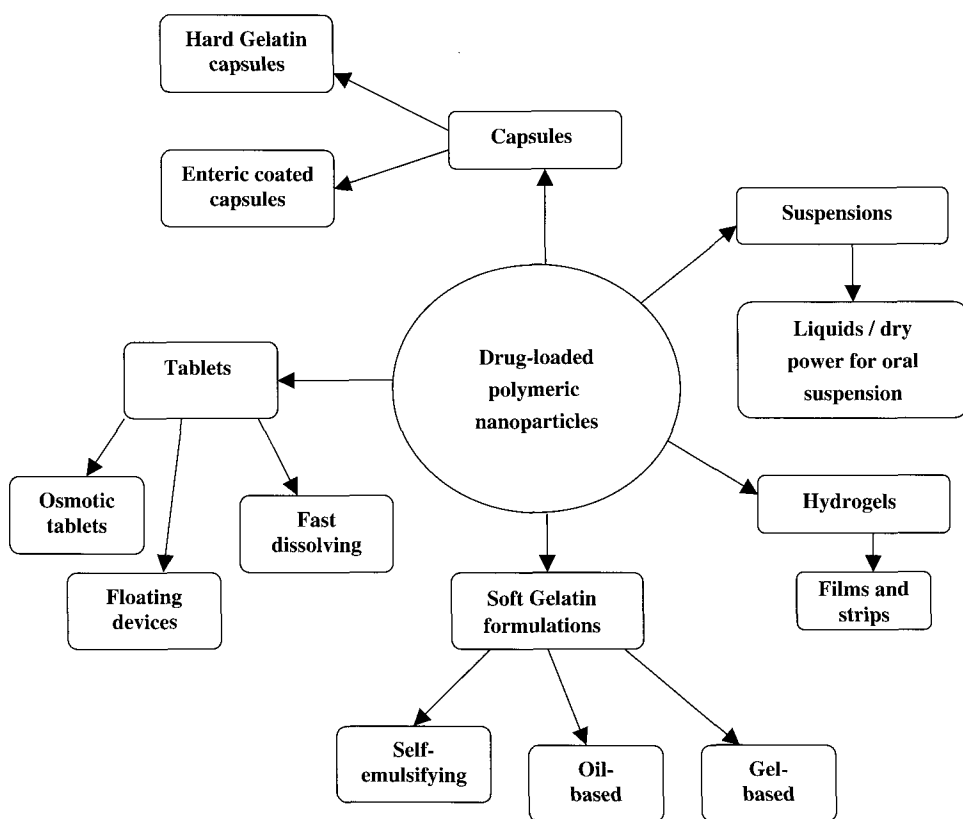 Hard Gelatin
capsules
Capsules
Enteric coated
capsules
Suspensions
Liquids / dry
power for oral
suspension
Drug-loaded
polymeric
nanoparticles
Tablets
Osmotic
tablets
Fast
dissolving
Floating
devices
Hydrogels
Films and
strips
Soft Gelatin
formulations
Self-
emulsifying
Oil-
based
Gel-
based